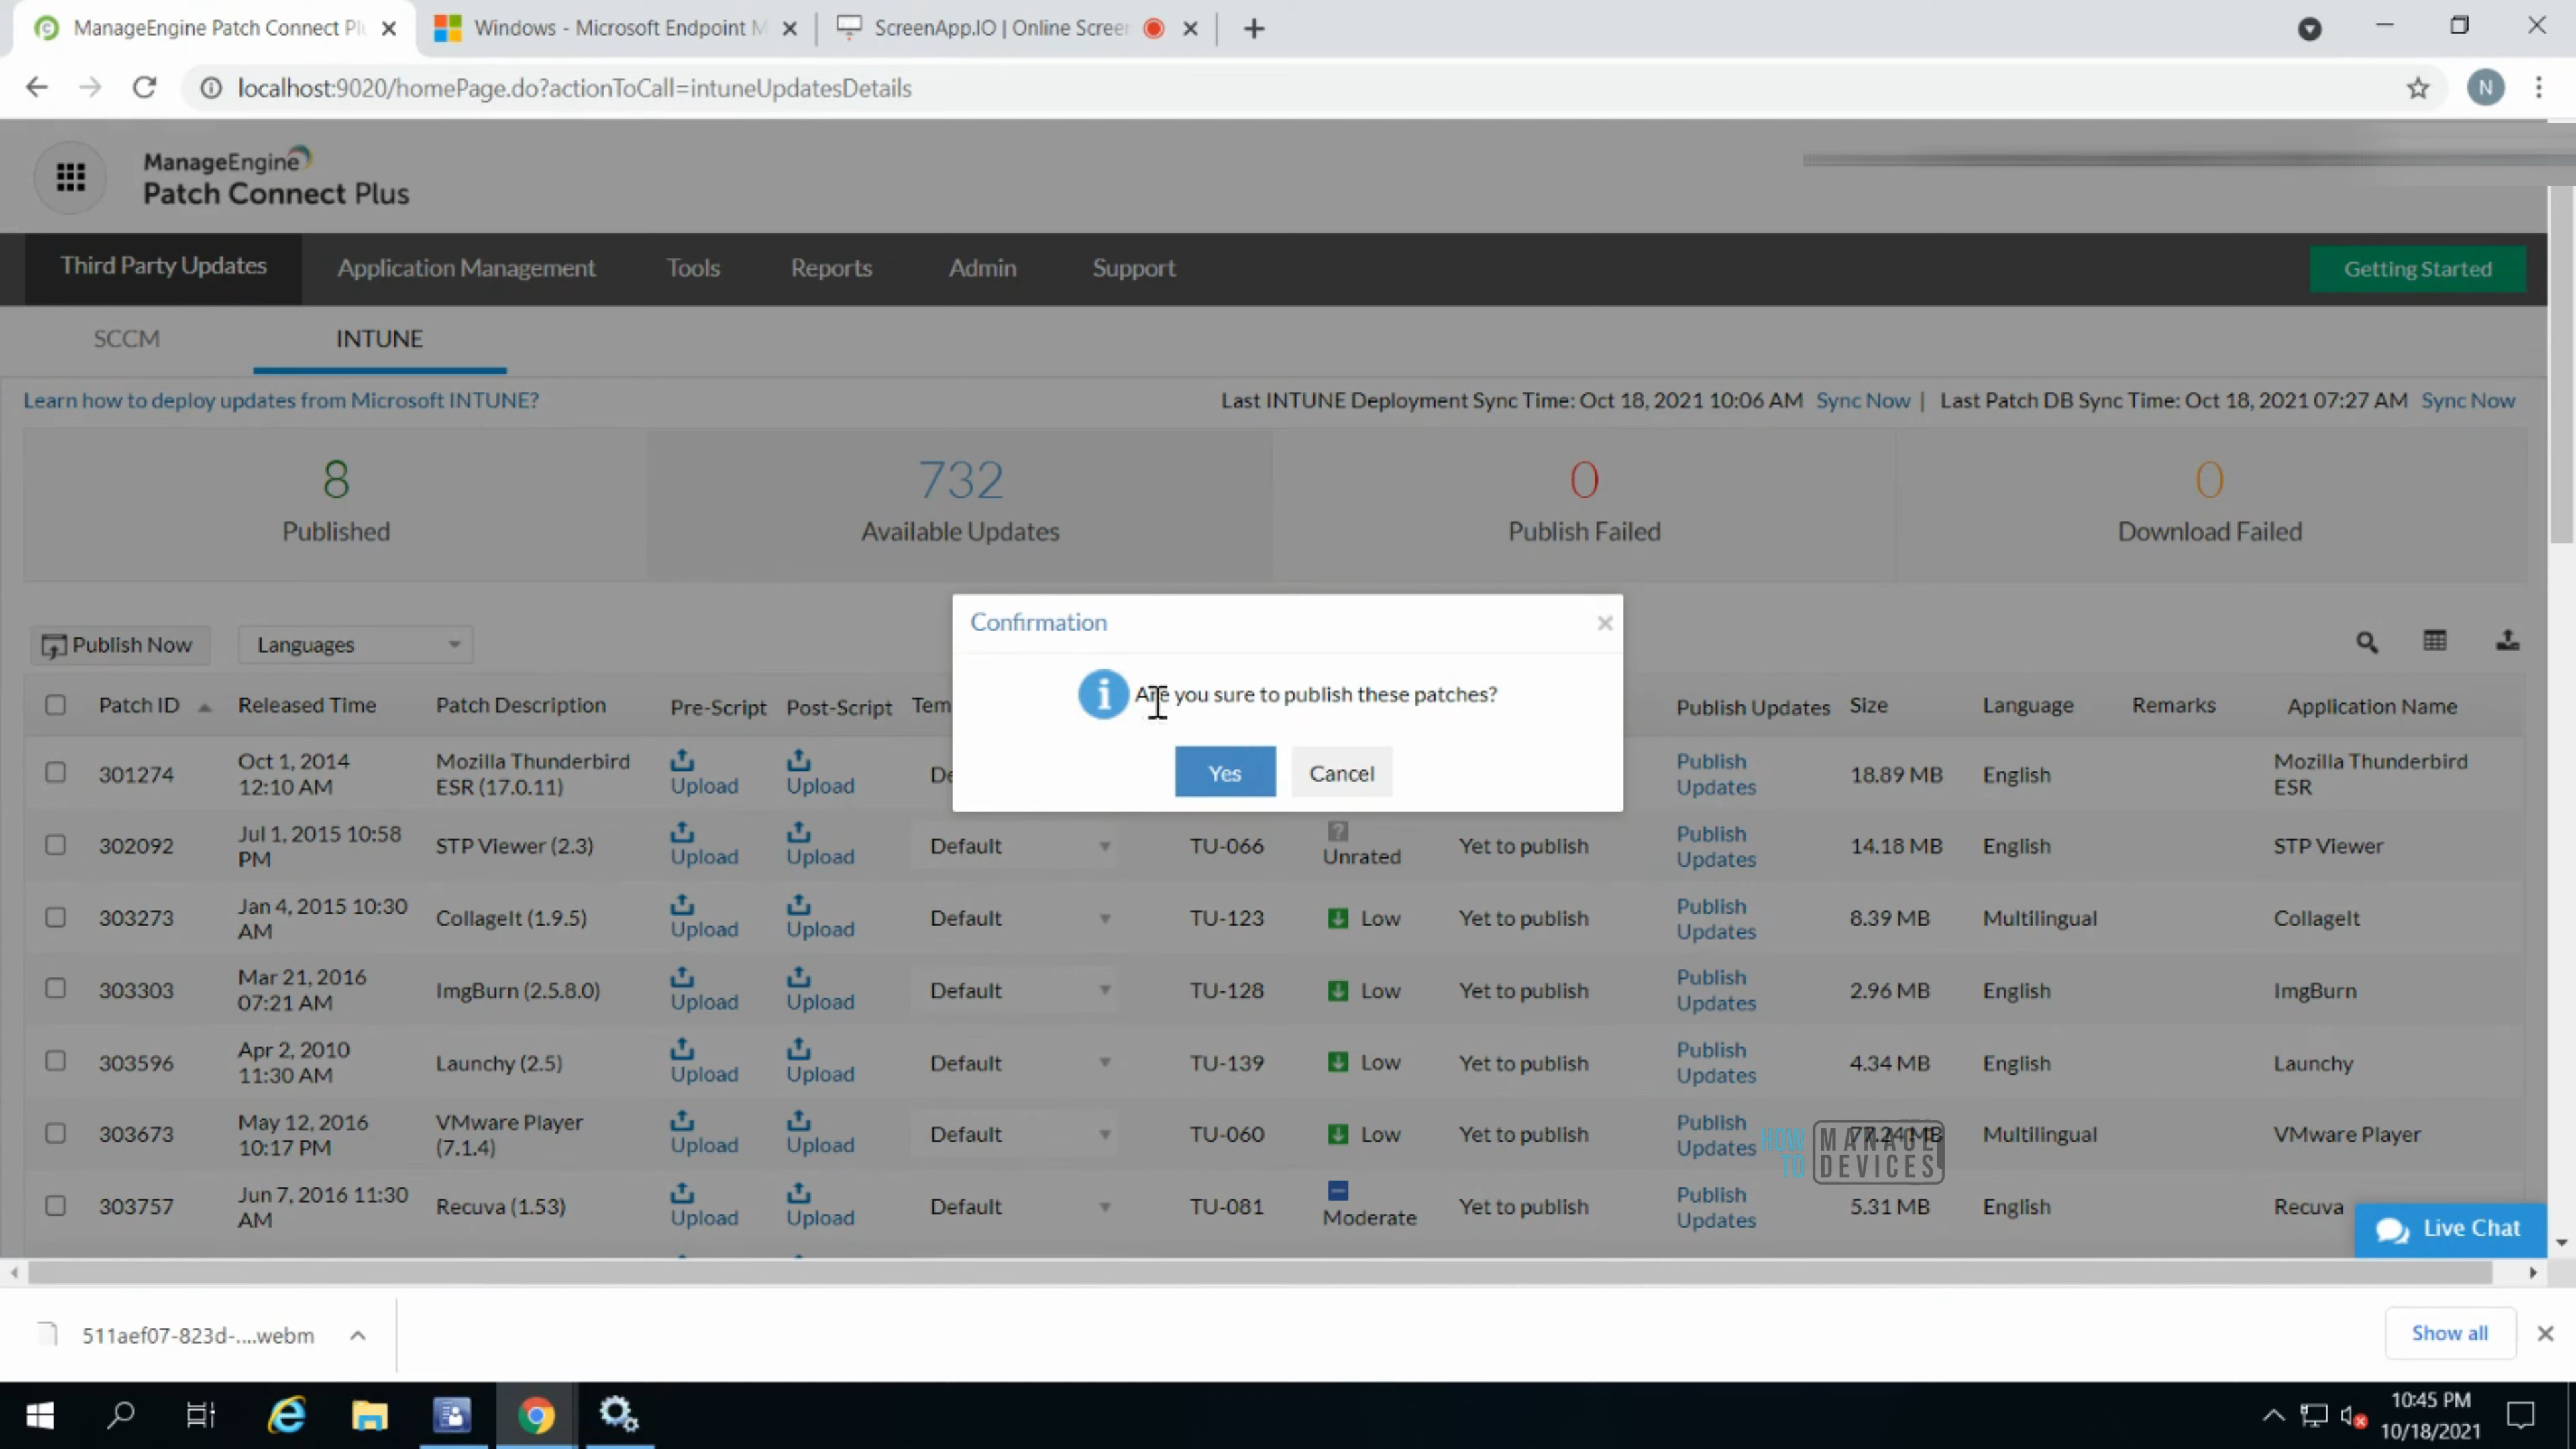 ManageEngine Patch Connect Pl
Windows - Microsoft Endpoint M
ScreenApp.IO | Online Screen
localhost:9020/homePage.do?actionToCall=intuneUpdatesDetails
N
ManageEngine
Patch Connect Plus
Third Party Updates Application Management Tools Reports Admin Support Getting Started
SCCM INTUNE
Learn how to deploy updates from Microsoft INTUNE? Last INTUNE Deployment Sync Time: Oct 18, 2021 10:06 AM Sync Now | Last Patch DB Sync Time: Oct 18, 2021 07:27 AM Sync Now
8 732 0 0
Published Available Updates Publish Failed Download Failed
Confirmation
Are you sure to publish these patches?
Yes Cancel
Publish Now Languages
Patch ID Released Time Patch Description Pre-Script Post-Script Tem Publish Updates Size Language Remarks Application Name
301274 Oct 1, 2014 12:10 AM Mozilla Thunderbird ESR (17.0.11) Upload Upload De Publish Updates 18.89 MB English Mozilla Thunderbird ESR
302092 Jul 1, 2015 10:58 PM STP Viewer (2.3) Upload Upload Default TU-066 Unrated Yet to publish Publish Updates 14.18 MB English STP Viewer
303273 Jan 4, 2015 10:30 AM CollageIt (1.9.5) Upload Upload Default TU-123 Low Yet to publish Publish Updates 8.39 MB Multilingual CollageIt
303303 Mar 21, 2016 07:21 AM ImgBurn (2.5.8.0) Upload Upload Default TU-128 Low Yet to publish Publish Updates 2.96 MB English ImgBurn
303596 Apr 2, 2010 11:30 AM Launchy (2.5) Upload Upload Default TU-139 Low Yet to publish Publish Updates 4.34 MB English Launchy
303673 May 12, 2016 10:17 PM VMware Player (7.1.4) Upload Upload Default TU-060 Low Yet to publish Publish Updates 77.24 MB Multilingual VMware Player
303757 Jun 7, 2016 11:30 AM Recuva (1.53) Upload Upload Default TU-081 Moderate Yet to publish Publish Updates 5.31 MB English Recuva
HOW TO MANAGE DEVICES
Live Chat
511aef07-823d-....webm Show all
10:45 PM
10/18/2021